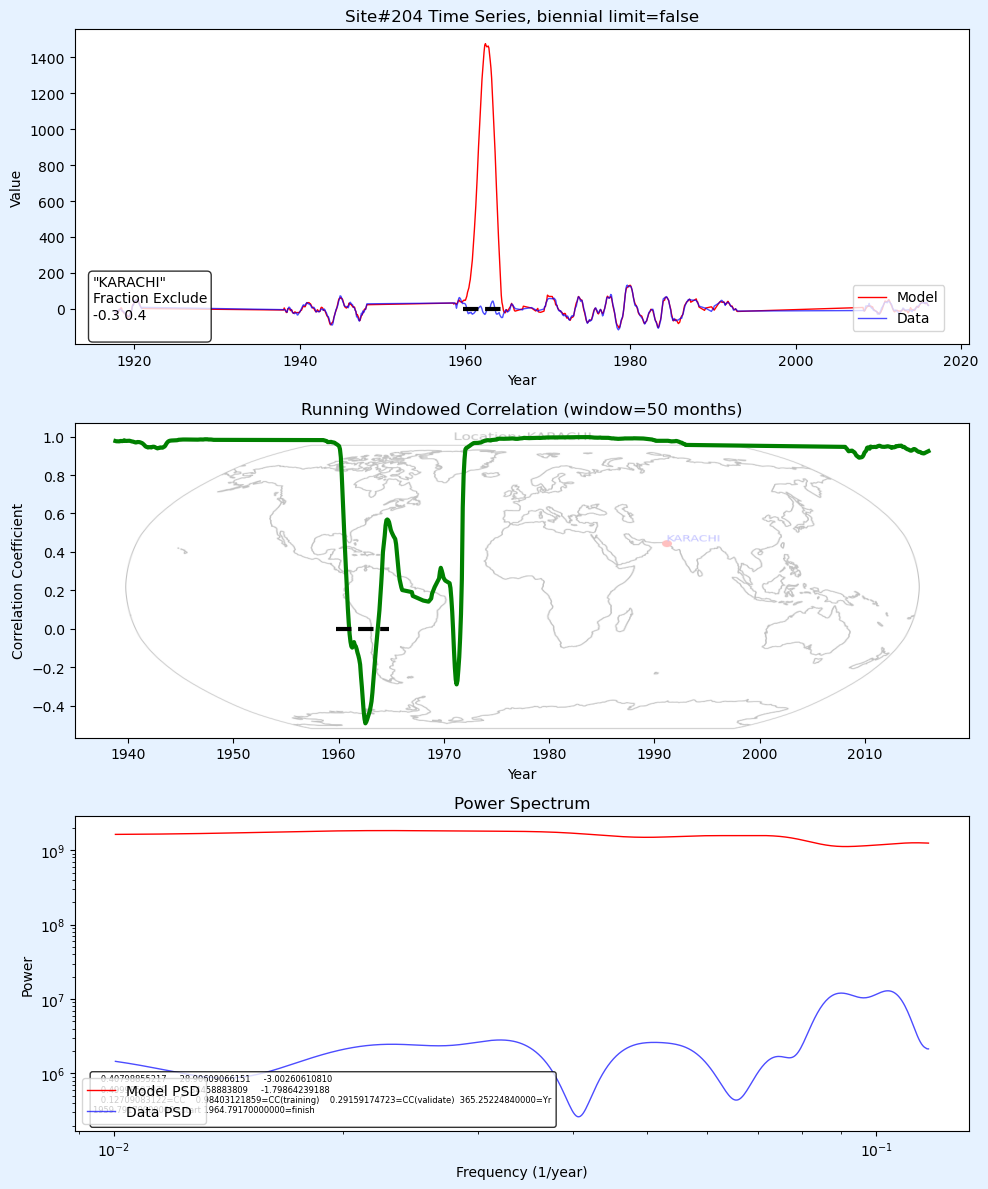 Site#204 Time Series, biennial limit=false
Value
1400
1200
1000
800
600
400
200
0
"KARACHI"
Fraction Exclude
-0.3 0.4
Model
Data
1920 1940 1960 1980 2000 2020
Year
Running Windowed Correlation (window=50 months)
Location: KARACHI
Correlation Coefficient
1.0
0.8
0.6
0.4
0.2
0.0
−0.2
−0.4
KARACHI
1940 1950 1960 1970 1980 1990 2000 2010
Year
Power Spectrum
Power
10⁹
10⁸
10⁷
10⁶
-3.00260610810
-1.79864239188
=CC(training) 0.29159174723=CC(validate) 365.25224840000=Yr
1964.79170000000=finish
Model PSD
Data PSD
10⁻² 10⁻¹
Frequency (1/year)